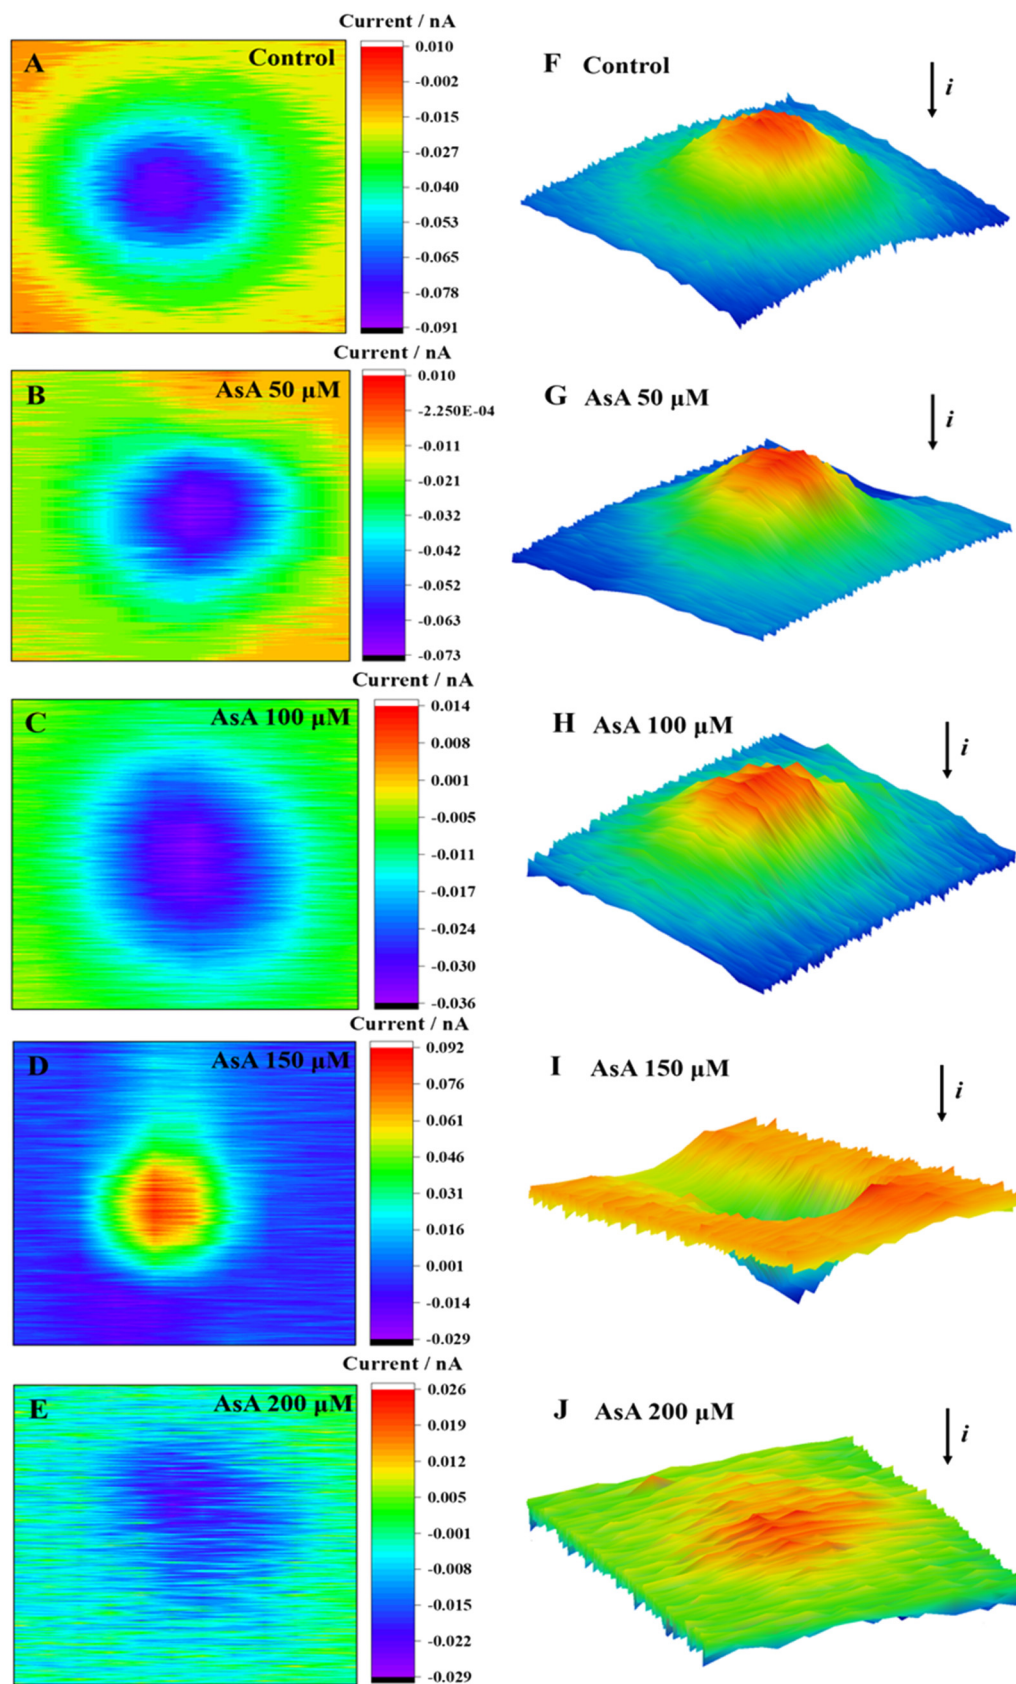 Current / nA
A
Control
0.010
-0.002
-0.015
-0.027
-0.040
-0.053
-0.065
-0.078
-0.091
F Control
i
Current / nA
B
AsA 50 μM
0.010
-2.250E-04
-0.011
-0.021
-0.032
-0.042
-0.052
-0.063
-0.073
G AsA 50 μM
i
Current / nA
C
AsA 100 μM
0.014
0.008
0.001
-0.005
-0.011
-0.017
-0.024
-0.030
-0.036
H AsA 100 μM
i
Current / nA
D
AsA 150 μM
0.092
0.076
0.061
0.046
0.031
0.016
0.001
-0.014
-0.029
I AsA 150 μM
i
Current / nA
E
AsA 200 μM
0.026
0.019
0.012
0.005
-0.001
-0.008
-0.015
-0.022
-0.029
J AsA 200 μM
i